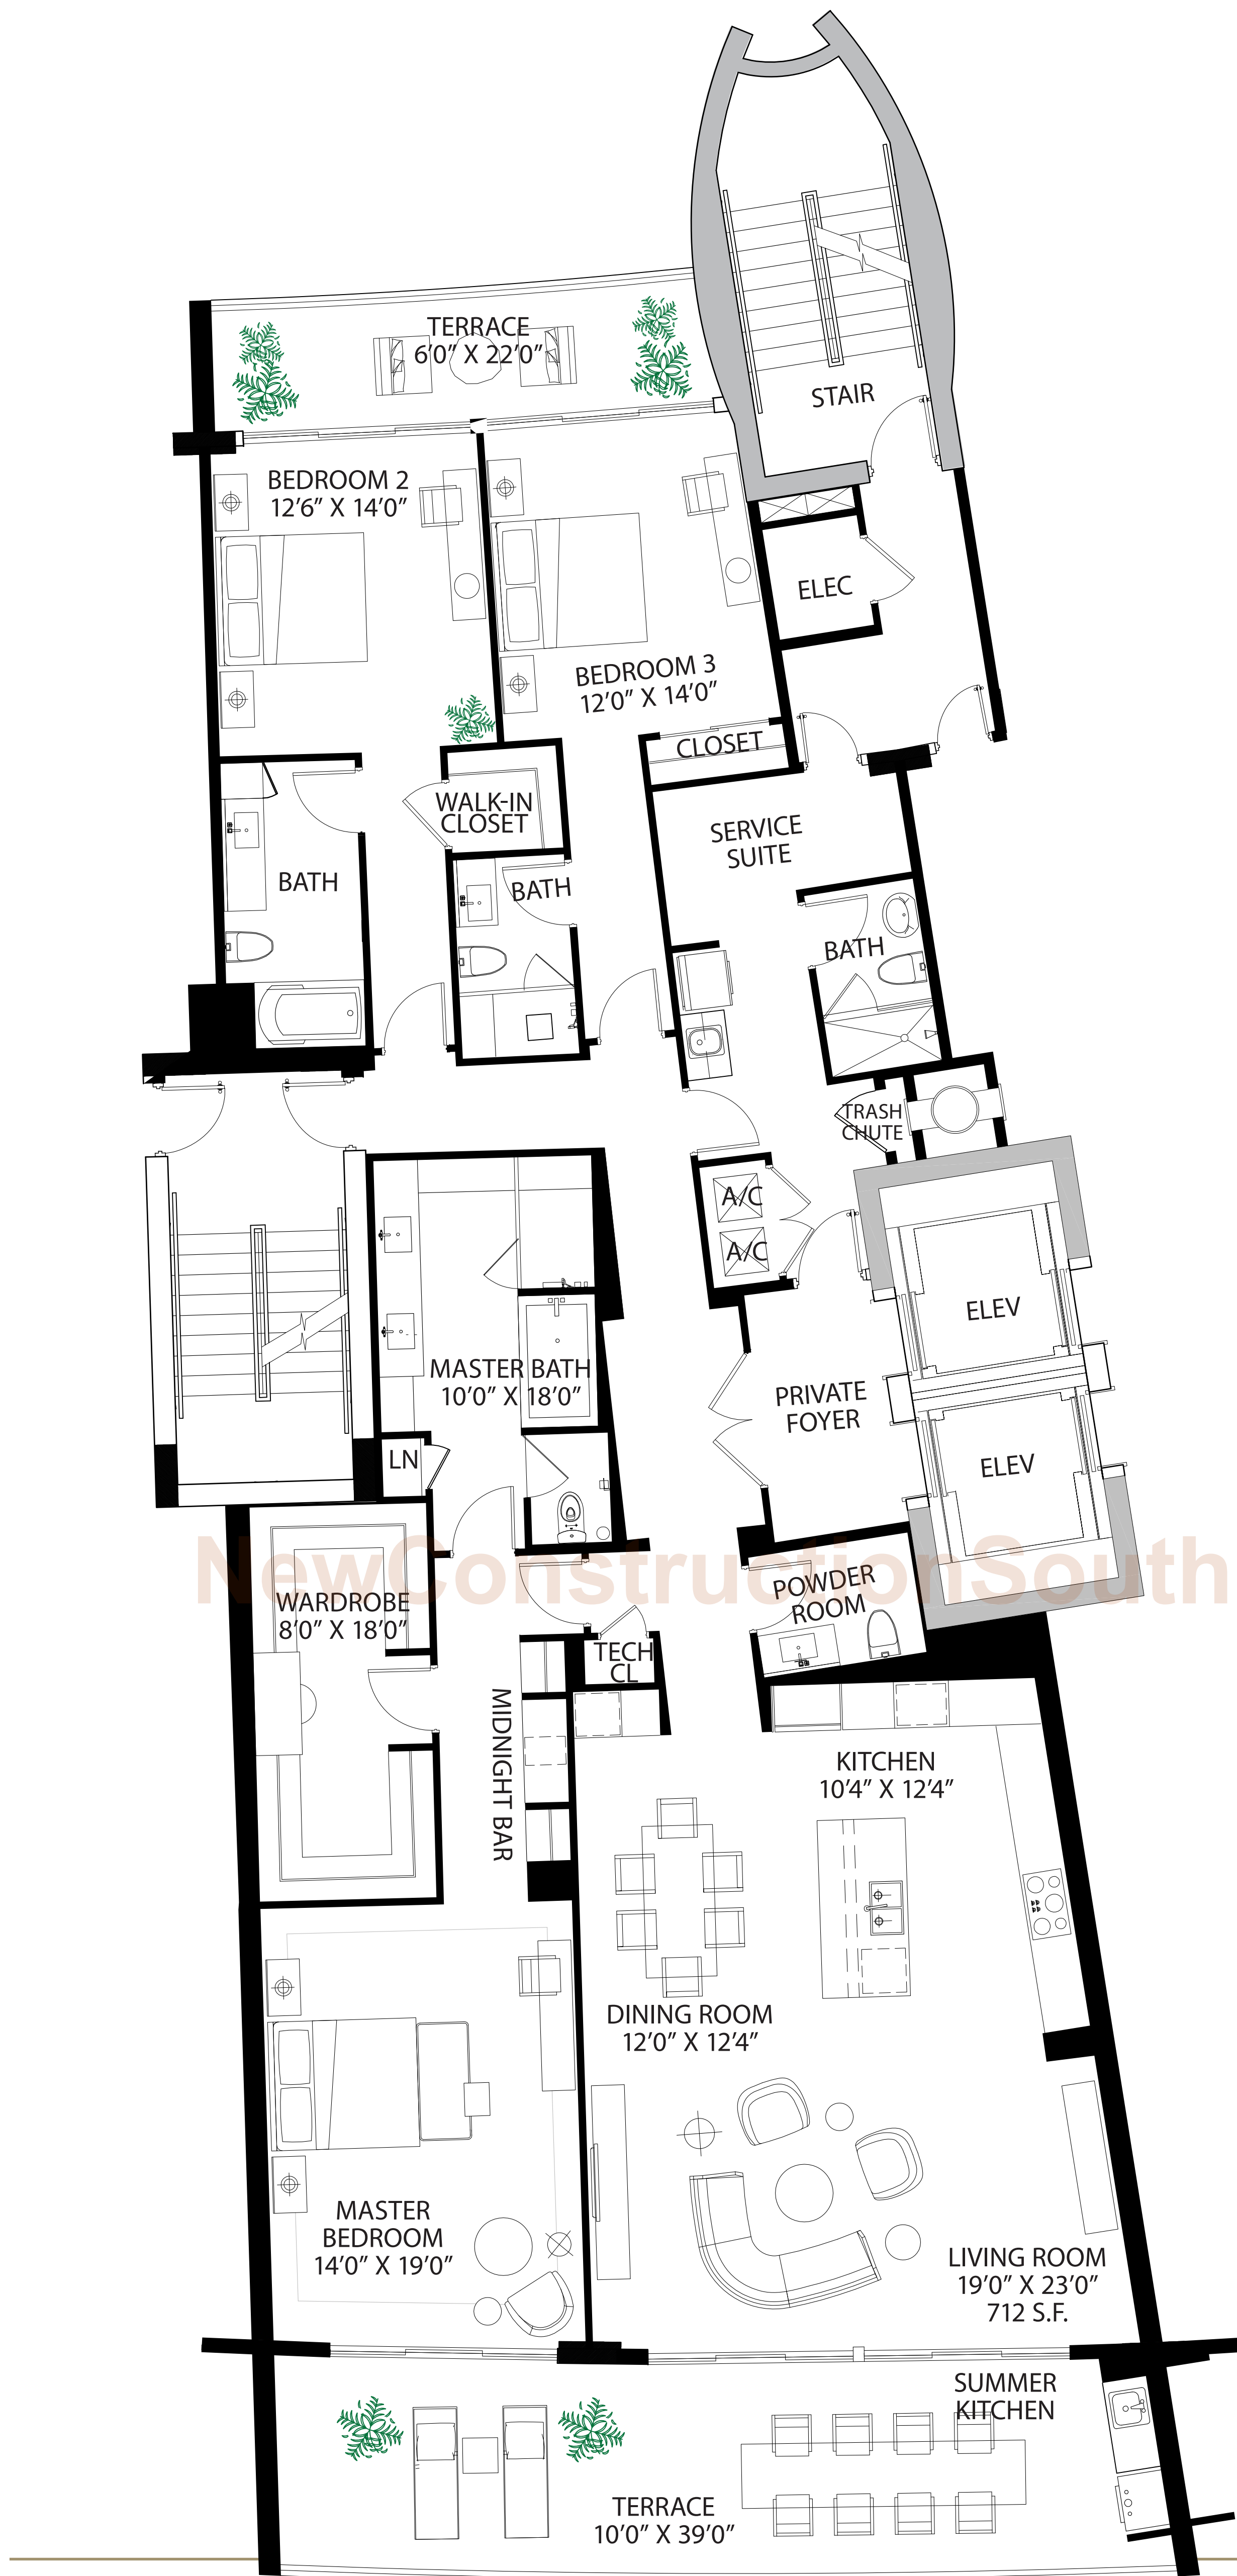 TERRACE
6’0” X 22’0”
STAIR
BEDROOM 2
12’6” X 14’0”
ELEC
BEDROOM 3
12’0” X 14’0”
CLOSET
WALK-IN
CLOSET
SERVICE
SUITE
BATH
BATH
BATH
TRASH
CHUTE
A/C
A/C
ELEV
MASTER BATH
10’0” X 18’0”
PRIVATE
FOYER
LN
ELEV
NewConstructionSouth
WARDROBE
8’0” X 18’0”
POWDER
ROOM
TECH
CL
MIDNIGHT BAR
KITCHEN
10’4” X 12’4”
DINING ROOM
12’0” X 12’4”
MASTER
BEDROOM
14’0” X 19’0”
LIVING ROOM
19’0” X 23’0”
712 S.F.
SUMMER
KITCHEN
TERRACE
10’0” X 39’0”